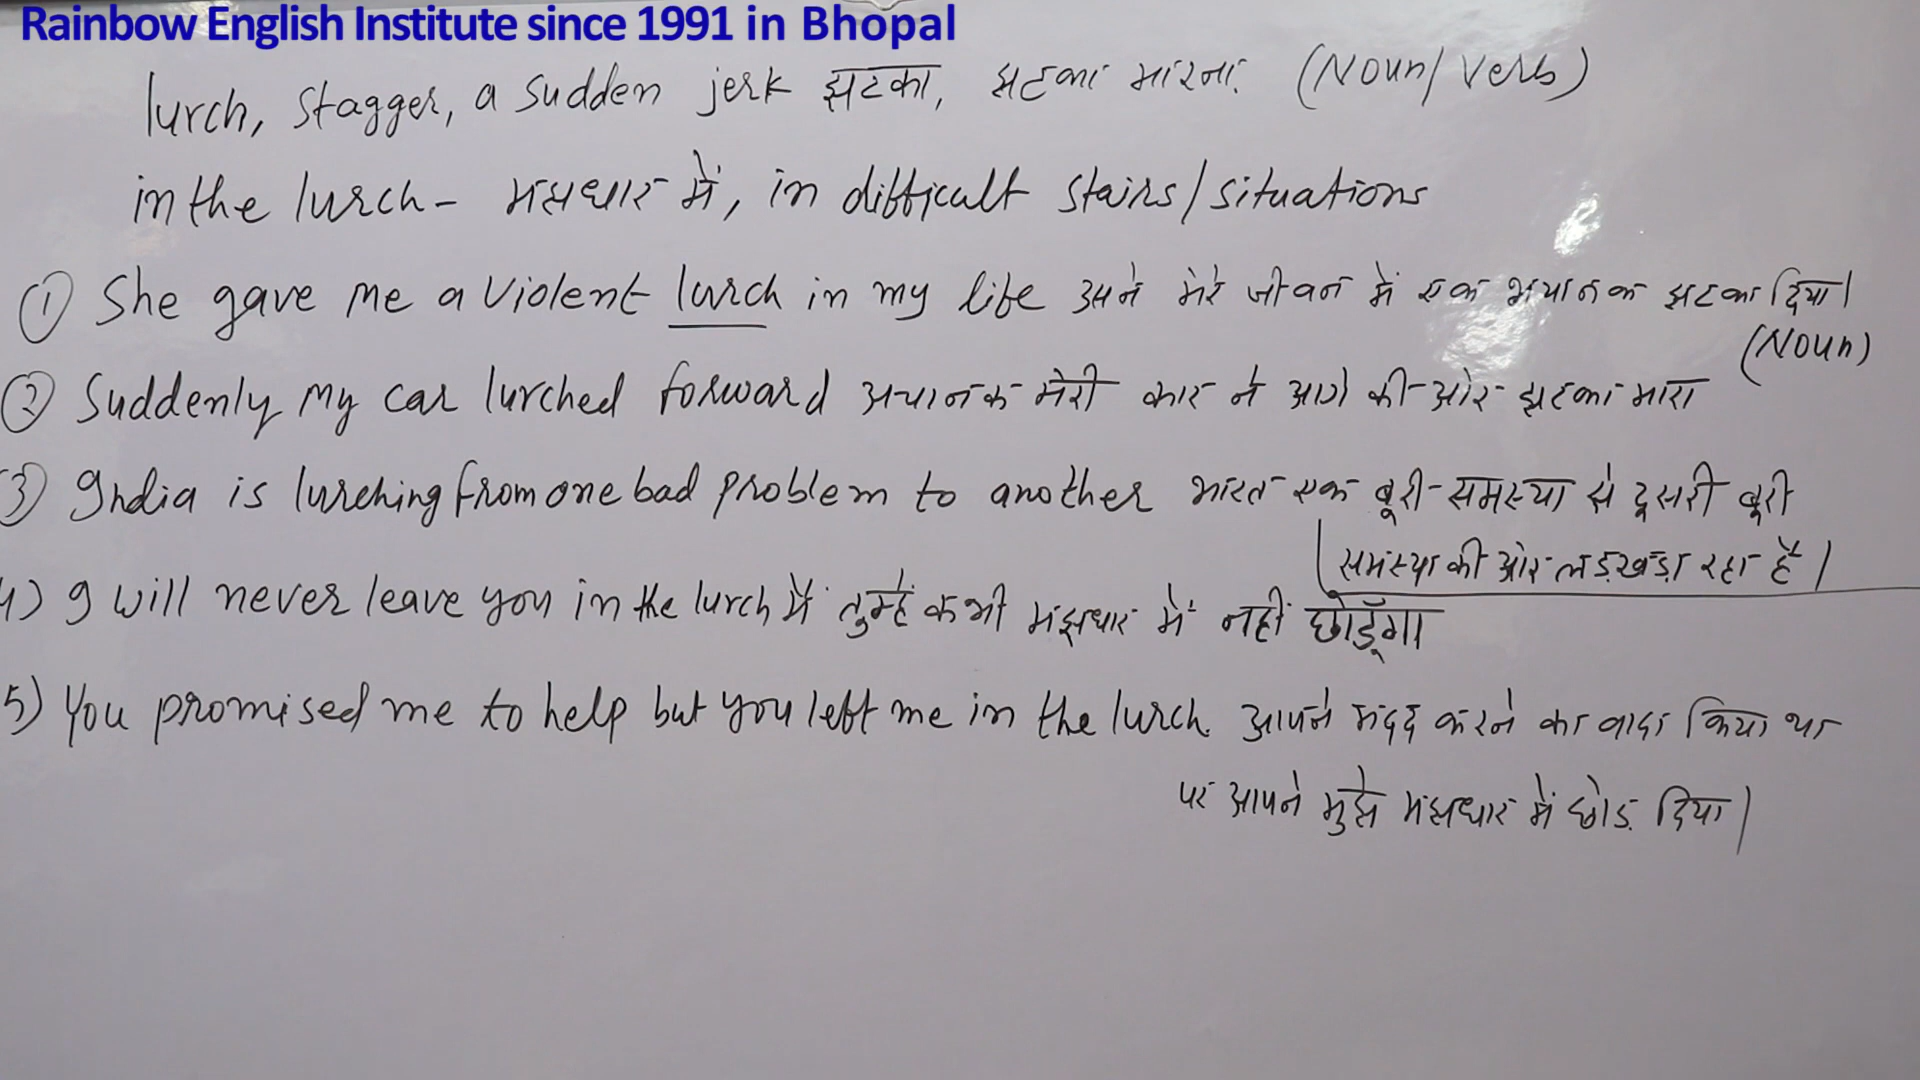 Rainbow English Institute since 1991 in Bhopal
lurch, stagger, a sudden jerk झटका, झटका मारना. (Noun/Verb)
in the lurch - मंझधार में, in difficult stairs/situations
① She gave me a violent lurch in my life उसने मेरे जीवन में एक भयानक झटका दिया।
(Noun)
② Suddenly my car lurched forward अचानक मेरी कार ने आगे की ओर झटका मारा
③ India is lurching from one bad problem to another भारत एक बूरी समस्या से दूसरी बूरी
समस्या की ओर लड़खड़ा रहा है।
4) I will never leave you in the lurch मैं तुम्हे कभी मंझधार में नहीं छोडूँगा
5) You promised me to help but you left me in the lurch. आपने मदद करने का वादा किया था
पर आपने मुझे मंझधार में छोड़ दिया।